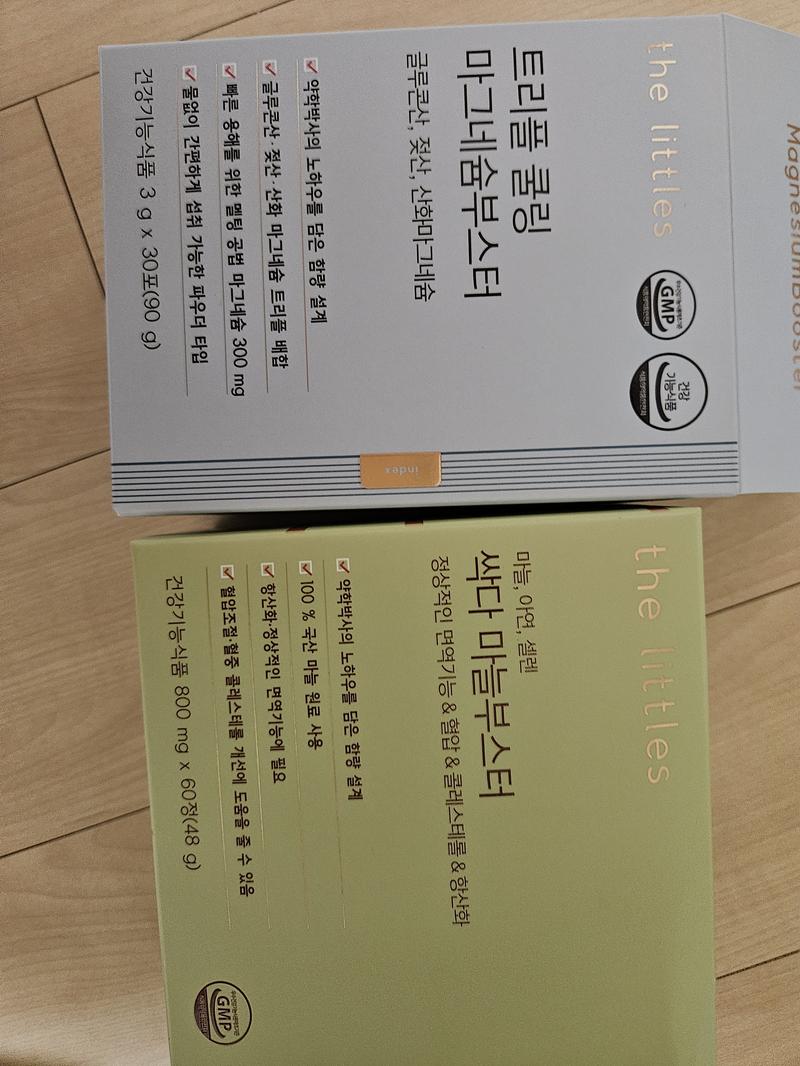 MagnesiumBooster
the littles
GMP
건강
기능식품
트리플 쿨링
마그네슘부스터
글루콘산, 젖산, 산화마그네슘
약학박사의 노하우를 담은 함량 설계
글루콘산·젖산·산화 마그네슘 트리플 배합
빠른 용해를 위한 멜팅 공법 마그네슘 300 mg
물없이 간편하게 섭취 가능한 파우더 타입
건강기능식품 3 g x 30포(90 g)
index
the littles
마늘, 아연, 셀렌
싹다 마늘부스터
정상적인 면역기능 & 혈압 & 콜레스테롤 & 항산화
약학박사의 노하우를 담은 함량 설계
100 % 국산 마늘 원료 사용
항산화·정상적인 면역기능에 필요
혈압조절·혈중 콜레스테롤 개선에 도움을 줄 수 있음
건강기능식품 800 mg x 60정(48 g)
GMP